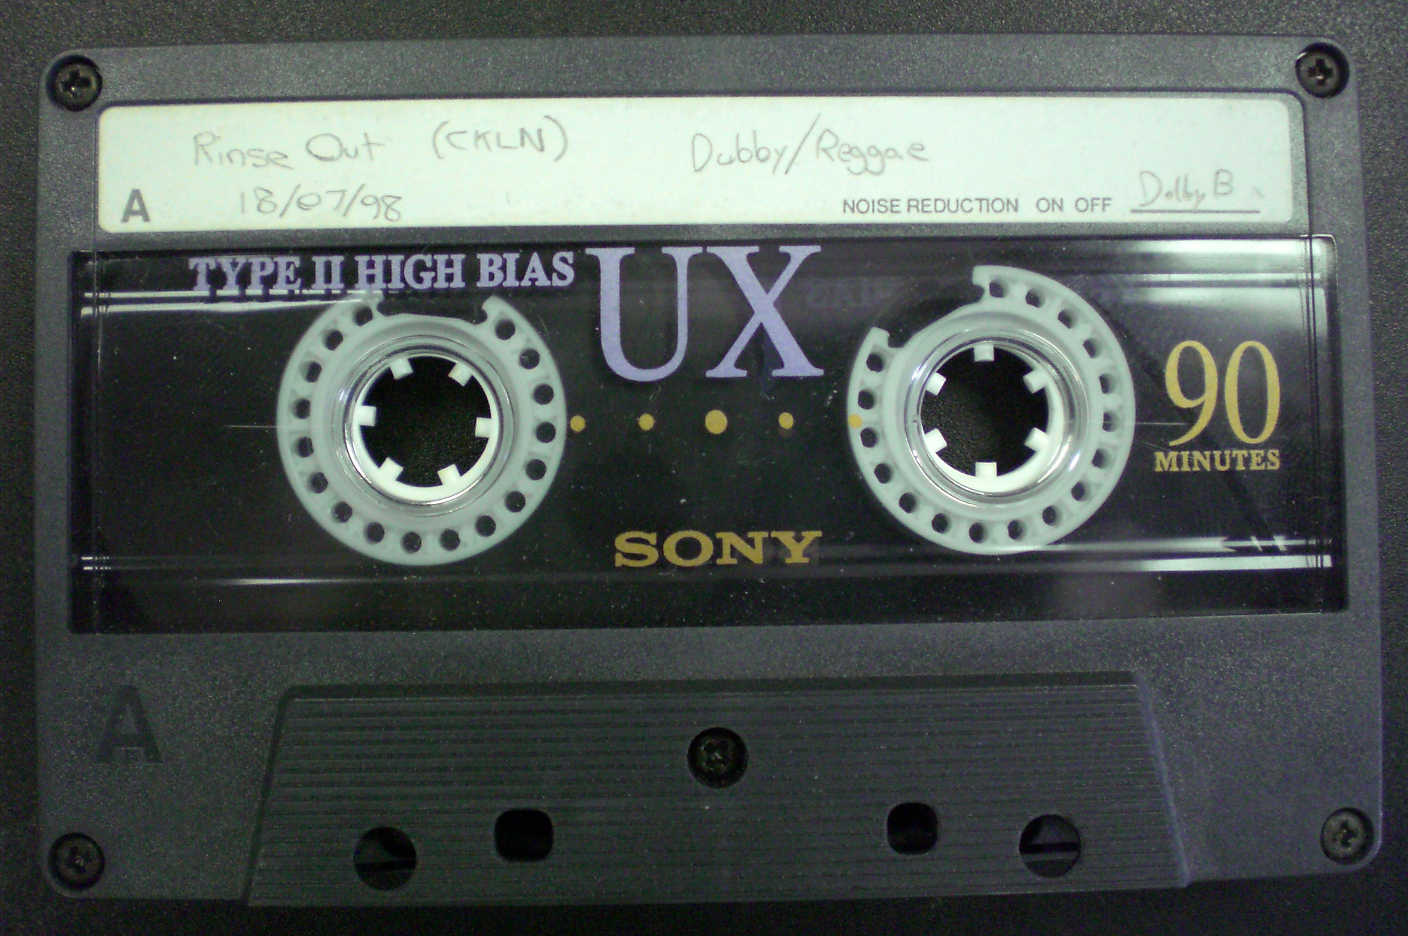 Rinse Out (CKLN) Dubby/Reggae
A 18/07/98 NOISE REDUCTION ON OFF Dolby B
TYPE II HIGH BIAS UX
90
MINUTES
SONY
A